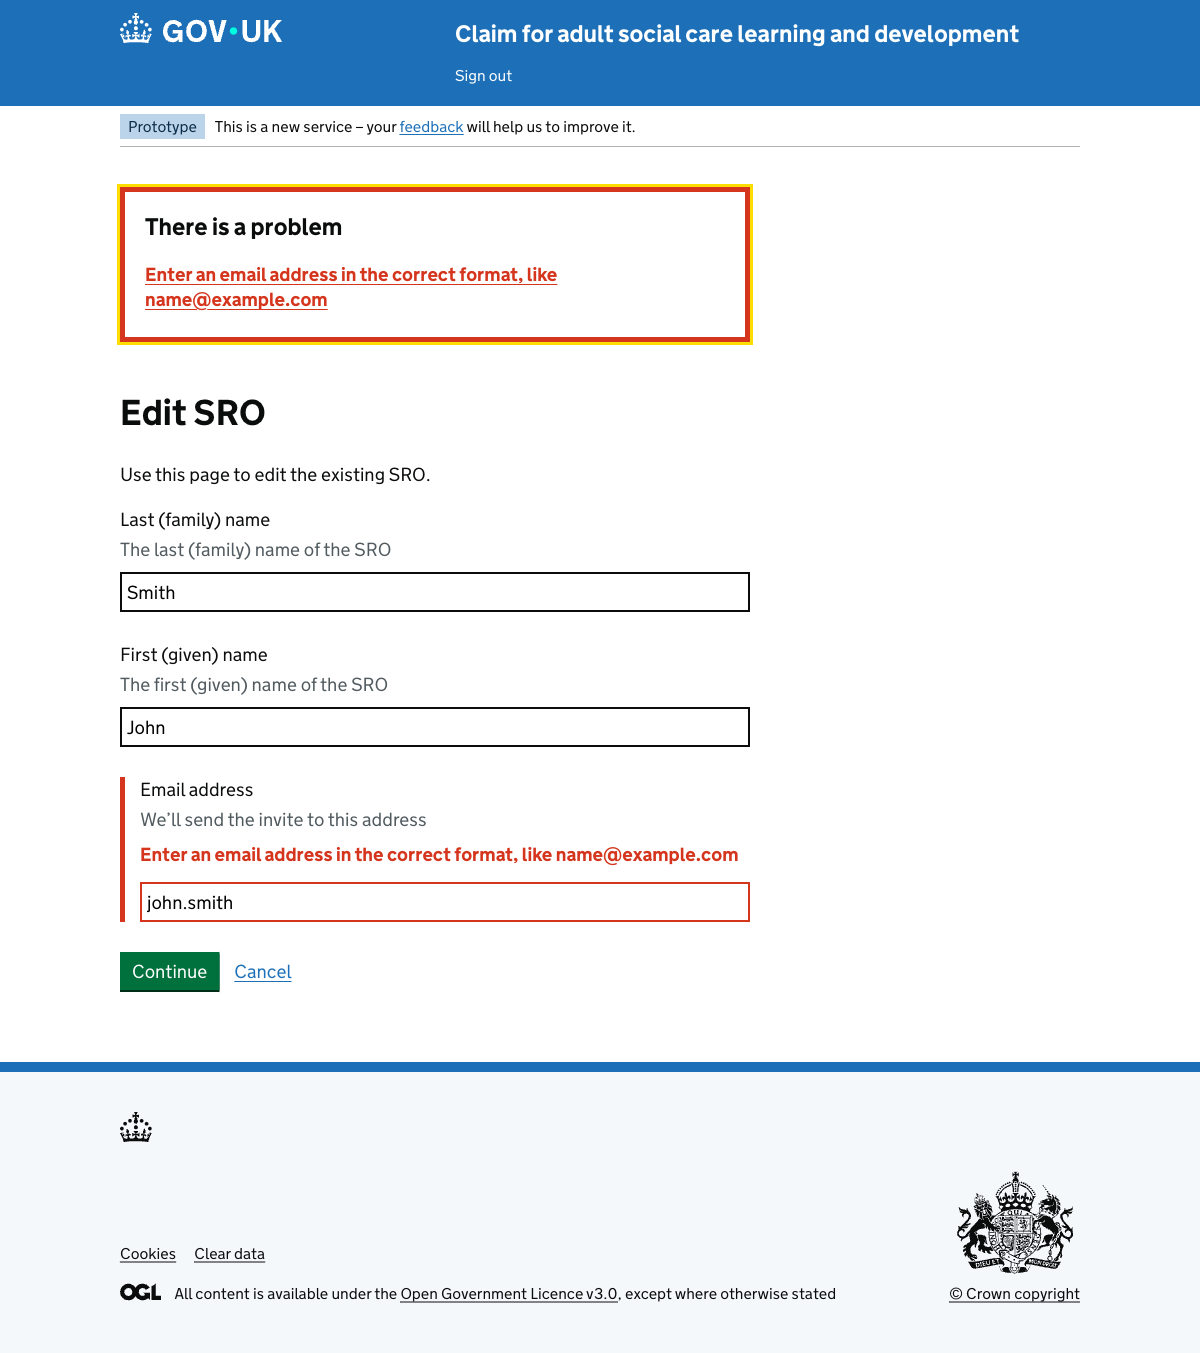 GOV·UK
Claim for adult social care learning and development
Sign out
Prototype
This is a new service – your feedback will help us to improve it.
There is a problem
Enter an email address in the correct format, like
name@example.com
Edit SRO
Use this page to edit the existing SRO.
Last (family) name
The last (family) name of the SRO
Smith
First (given) name
The first (given) name of the SRO
John
Email address
We’ll send the invite to this address
Enter an email address in the correct format, like name@example.com
john.smith
Continue
Cancel
Cookies
Clear data
OGL
All content is available under the Open Government Licence v3.0, except where otherwise stated
© Crown copyright